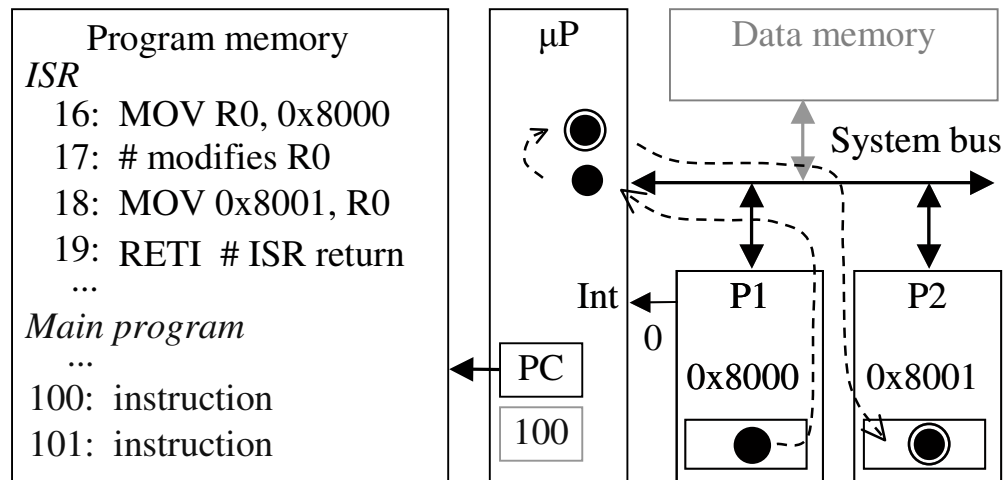 Program memory
ISR
16: MOV R0, 0x8000
17: # modifies R0
18: MOV 0x8001, R0
19: RETI # ISR return
...
Main program
...
100: instruction
101: instruction
μP
Int
PC
100
Data memory
System bus
0
P1
0x8000
P2
0x8001